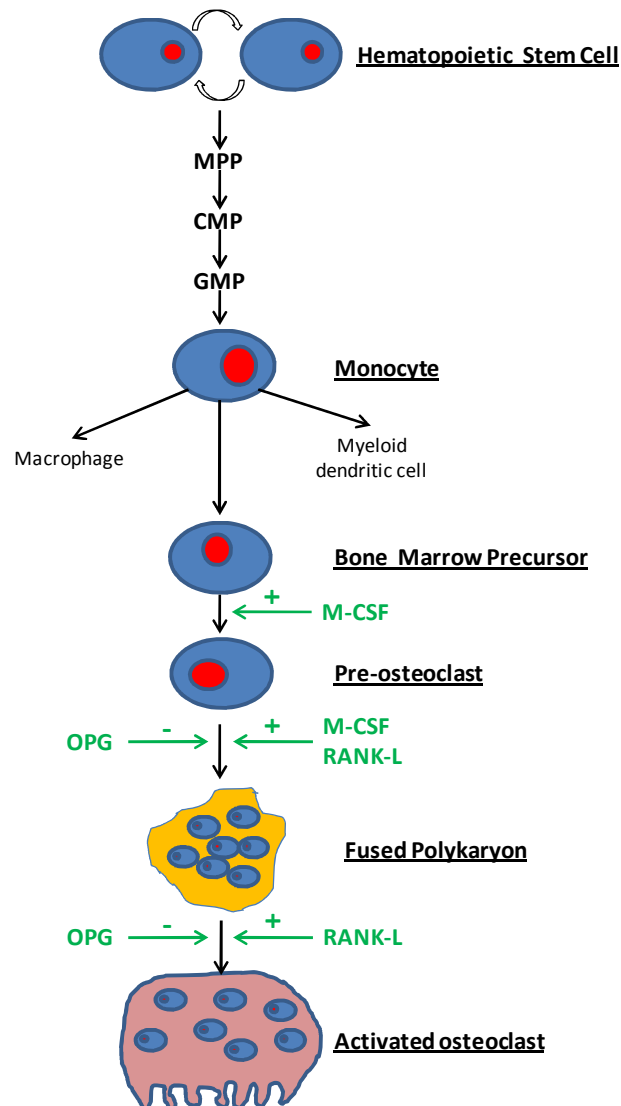 Hematopoietic Stem Cell
MPP
CMP
GMP
Monocyte
Macrophage
Myeloid
dendritic cell
Bone Marrow Precursor
+
M-CSF
Pre-osteoclast
OPG - + M-CSF
RANK-L
Fused Polykaryon
OPG - + RANK-L
Activated osteoclast